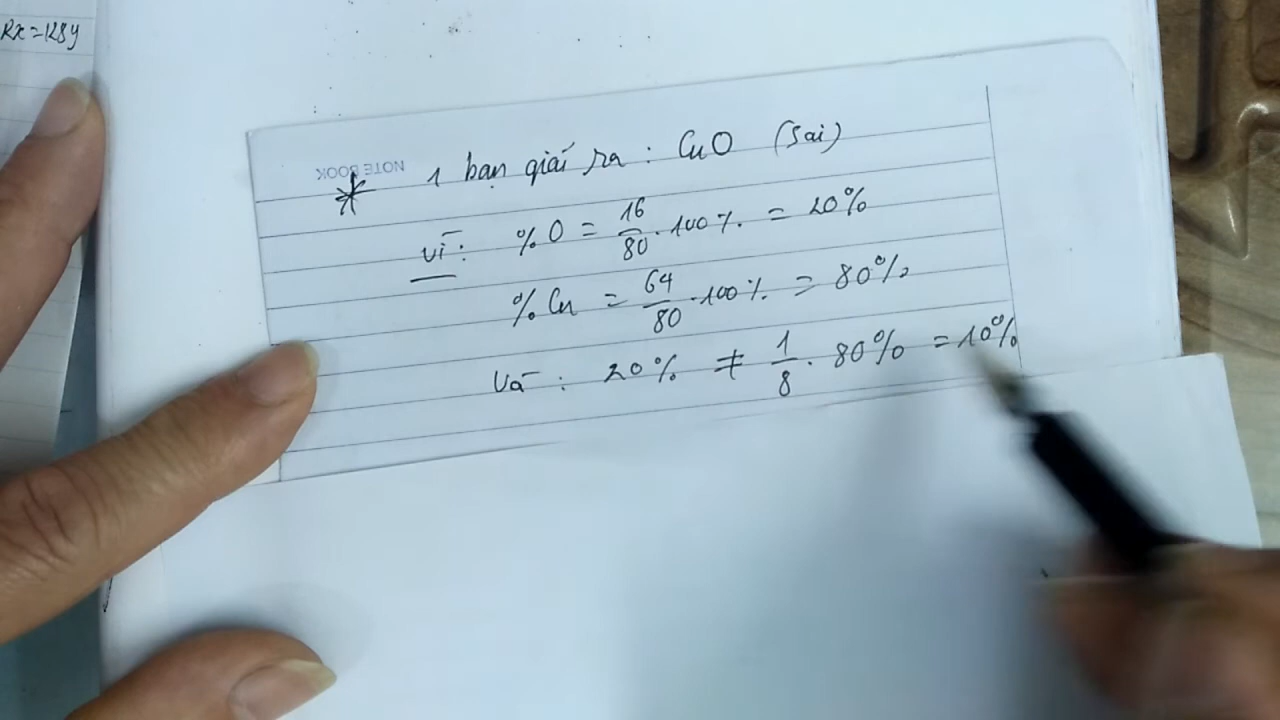 Rx=128y
NOTE BOOK
* 1 bạn giải ra : CuO (Sai)
vì : % O = 16/80 . 100 % = 20%
% Cu = 64/80 . 100 % = 80%
Và : 20% ≠ 1/8 . 80% = 10%